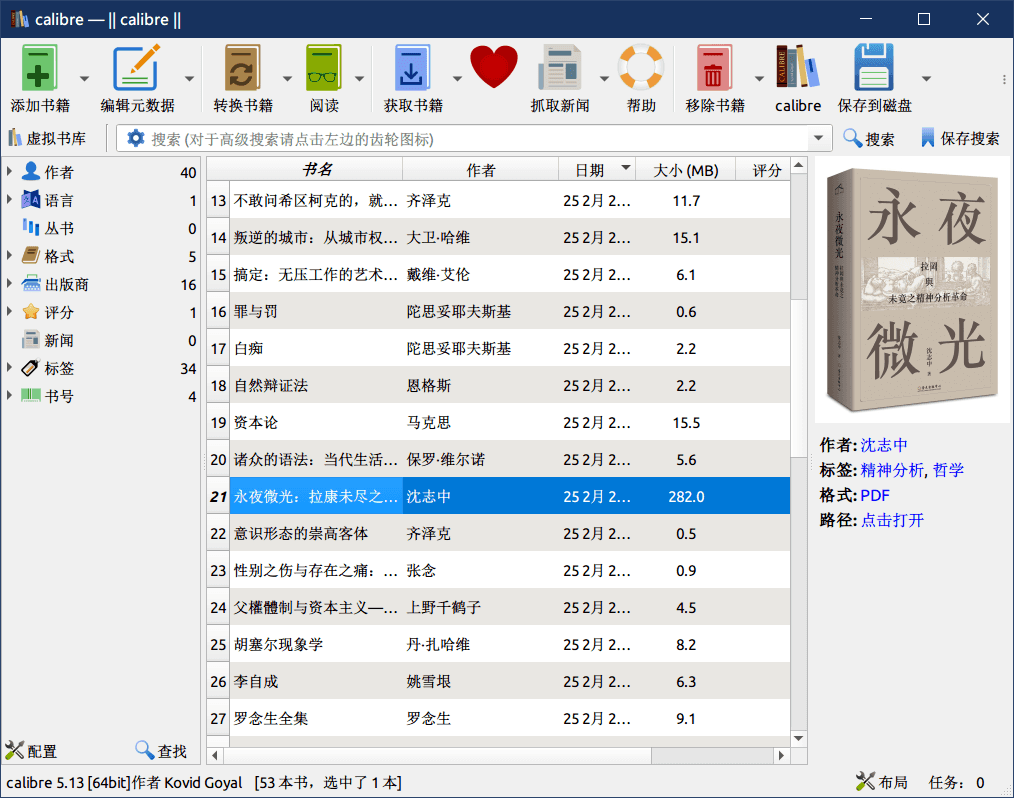 calibre — || calibre ||
添加书籍 编辑元数据 转换书籍 阅读 获取书籍 抓取新闻 帮助 移除书籍 calibre 保存到磁盘
虚拟书库 搜索 (对于高级搜索请点击左边的齿轮图标) 搜索 保存搜索
作者 40
语言 1
丛书 0
格式 5
出版商 16
评分 1
新闻 0
标签 34
书号 4
书名 作者 日期 大小 (MB) 评分
13 不敢问希区柯克的，就… 齐泽克 25 2月 2… 11.7
14 叛逆的城市：从城市权… 大卫·哈维 25 2月 2… 15.1
15 搞定：无压工作的艺术… 戴维·艾伦 25 2月 2… 6.1
16 罪与罚 陀思妥耶夫斯基 25 2月 2… 0.6
17 白痴 陀思妥耶夫斯基 25 2月 2… 2.2
18 自然辩证法 恩格斯 25 2月 2… 2.2
19 资本论 马克思 25 2月 2… 15.5
20 诸众的语法：当代生活… 保罗·维尔诺 25 2月 2… 5.6
21 永夜微光：拉康未尽之… 沈志中 25 2月 2… 282.0
22 意识形态的崇高客体 齐泽克 25 2月 2… 0.5
23 性别之伤与存在之痛：… 张念 25 2月 2… 0.9
24 父權體制与资本主义—… 上野千鹤子 25 2月 2… 4.5
25 胡塞尔现象学 丹·扎哈维 25 2月 2… 8.2
26 李自成 姚雪垠 25 2月 2… 6.3
27 罗念生全集 罗念生 25 2月 2… 9.1
永夜
拉岡
與
未竟之精神分析革命
微光
沈志中 著
永夜微光
作者: 沈志中
标签: 精神分析, 哲学
格式: PDF
路径: 点击打开
配置 查找
calibre 5.13 [64bit]作者 Kovid Goyal [53 本书，选中了 1 本] 布局 任务： 0